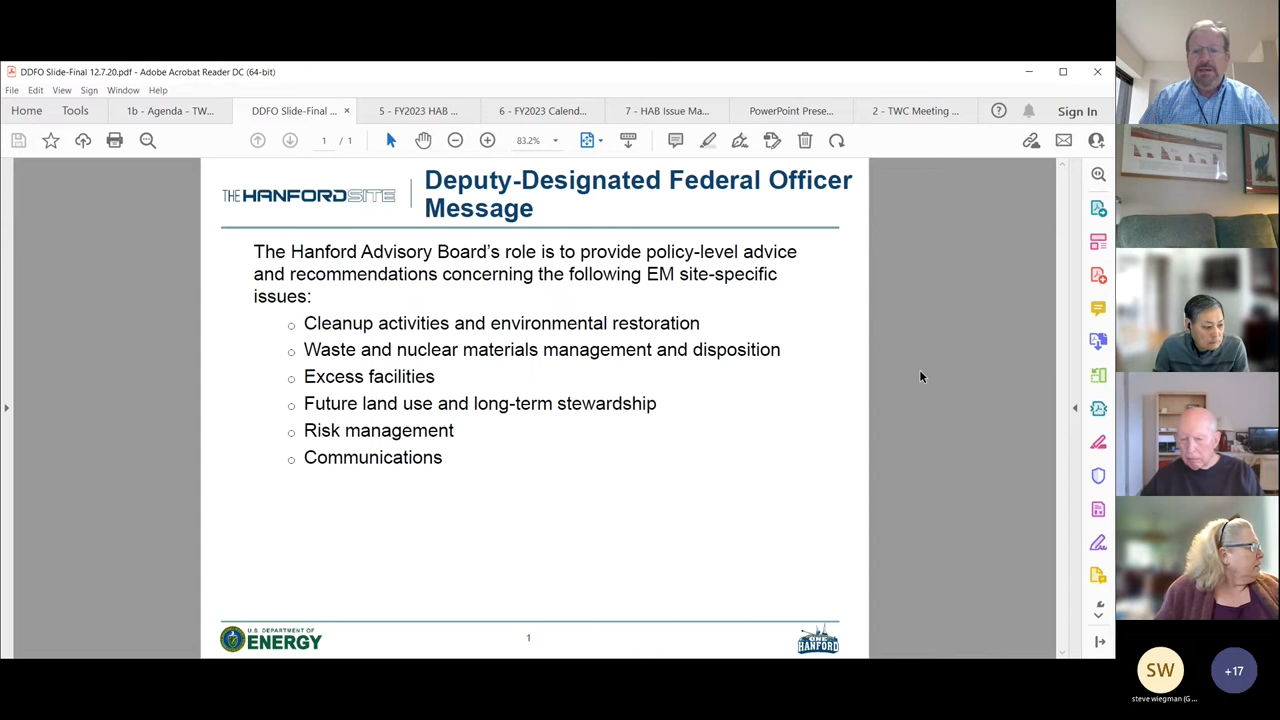 DDFO Slide-Final 12.7.20.pdf - Adobe Acrobat Reader DC (64-bit)
File Edit View Sign Window Help
Home Tools 1b - Agenda - TW... DDFO Slide-Final ... × 5 - FY2023 HAB ... 6 - FY2023 Calend... 7 - HAB Issue Ma... PowerPoint Prese... 2 - TWC Meeting ... Sign In
1 / 1 83.2%
THE HANFORD SITE
Deputy-Designated Federal Officer
Message
The Hanford Advisory Board's role is to provide policy-level advice
and recommendations concerning the following EM site-specific
issues:
Cleanup activities and environmental restoration
Waste and nuclear materials management and disposition
Excess facilities
Future land use and long-term stewardship
Risk management
Communications
U.S. DEPARTMENT OF
ENERGY
1
ONE
HANFORD
SW
+17
steve wiegman (G...